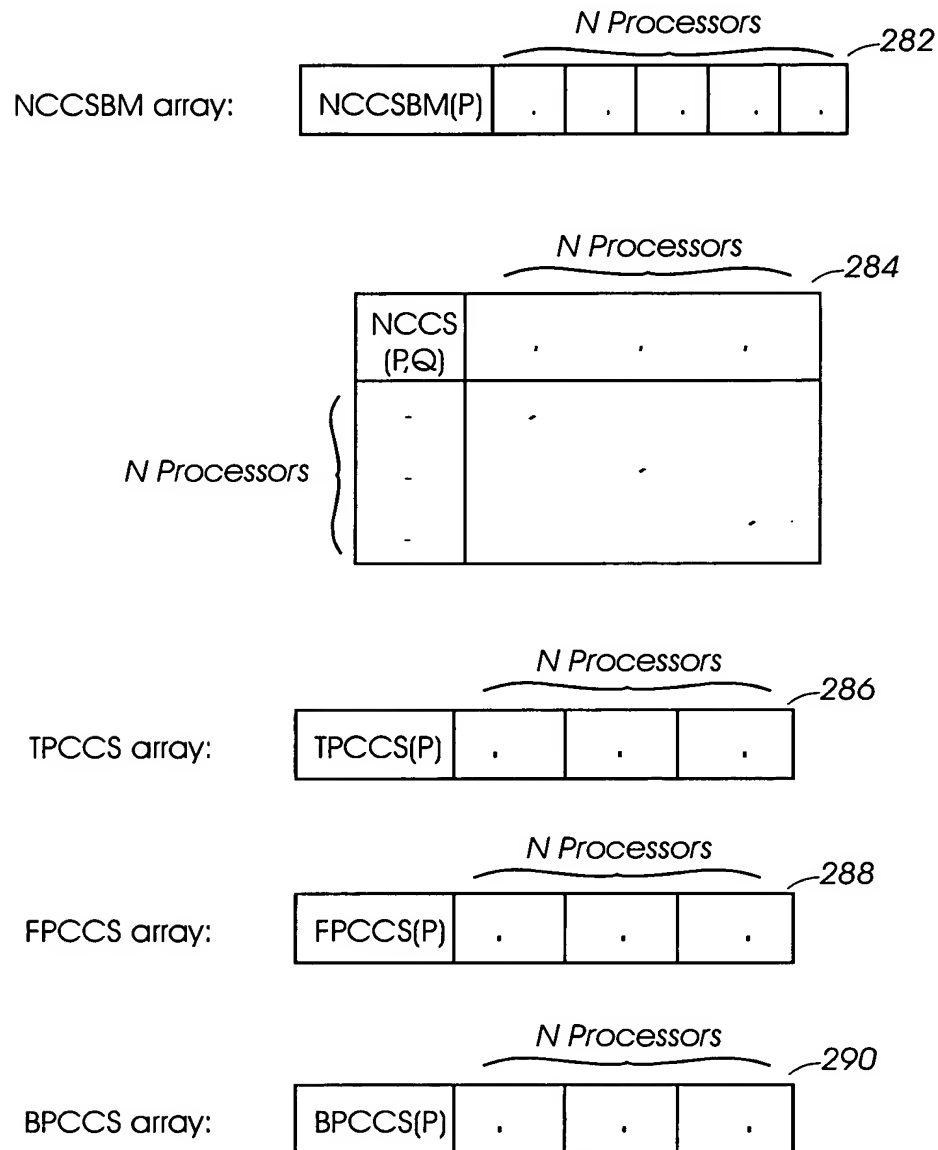 N Processors
282
NCCSBM array: NCCSBM(P) . . . . .
N Processors
284
NCCS
(P,Q) . . .
N Processors
N Processors
286
TPCCS array: TPCCS(P) . . .
N Processors
288
FPCCS array: FPCCS(P) . . .
N Processors
290
BPCCS array: BPCCS(P) . . .